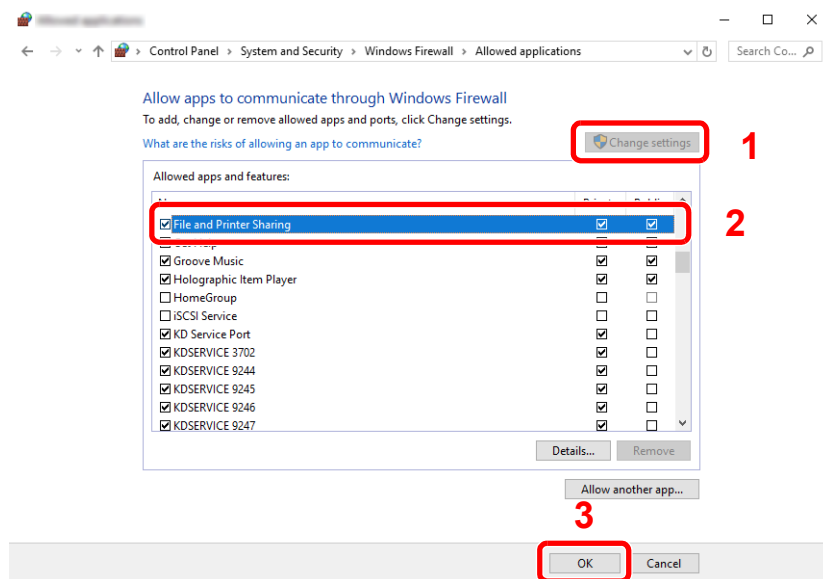 Control Panel > System and Security > Windows Firewall > Allowed applications
Search Co...
Allow apps to communicate through Windows Firewall
To add, change or remove allowed apps and ports, click Change settings.
What are the risks of allowing an app to communicate?
Change settings
1
Allowed apps and features:
File and Printer Sharing
2
Groove Music
Holographic Item Player
HomeGroup
iSCSI Service
KD Service Port
KDSERVICE 3702
KDSERVICE 9244
KDSERVICE 9245
KDSERVICE 9246
KDSERVICE 9247
Details...
Remove
Allow another app...
3
OK
Cancel